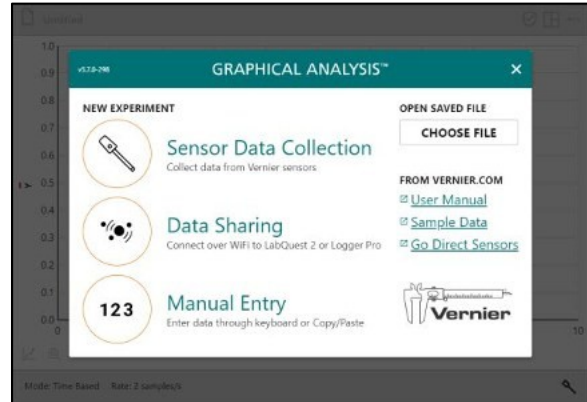 Untitled
v5.7.0-298
GRAPHICAL ANALYSIS™
×
NEW EXPERIMENT
Sensor Data Collection
Collect data from Vernier sensors
Data Sharing
Connect over WiFi to LabQuest 2 or Logger Pro
123
Manual Entry
Enter data through keyboard or Copy/Paste
OPEN SAVED FILE
CHOOSE FILE
FROM VERNIER.COM
User Manual
Sample Data
Go Direct Sensors
Vernier
1.0
0.9
0.8
0.7
0.6
0.5
0.4
0.3
0.2
0.1
0.0
y
0
10
Mode: Time Based Rate: 2 samples/s